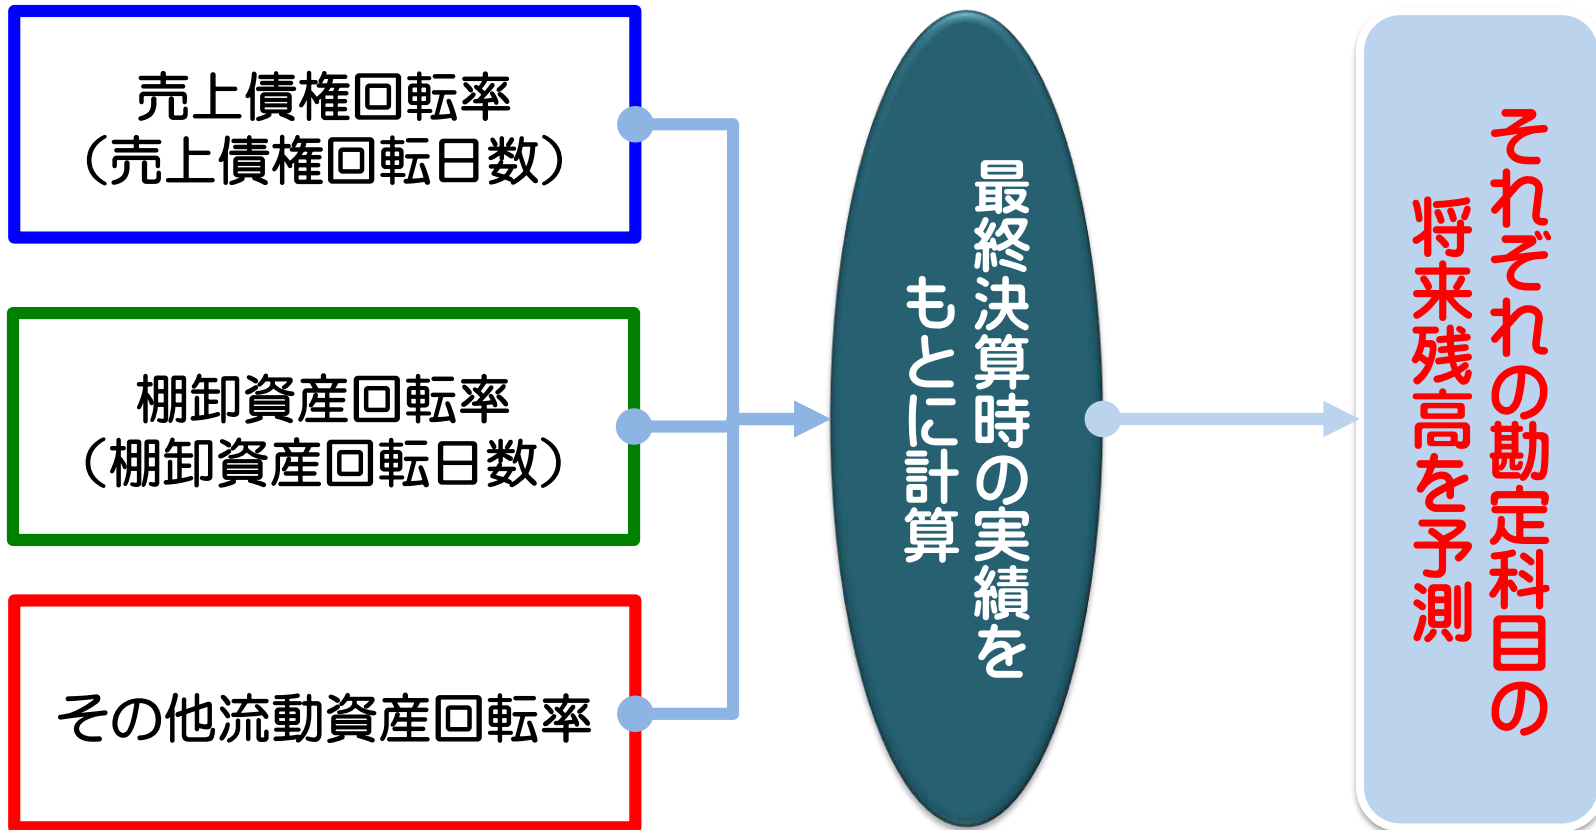 売上債権回転率
（売上債権回転日数）
棚卸資産回転率
（棚卸資産回転日数）
その他流動資産回転率
最終決算時の実績を
もとに計算
それぞれの勘定科目の
将来残高を予測